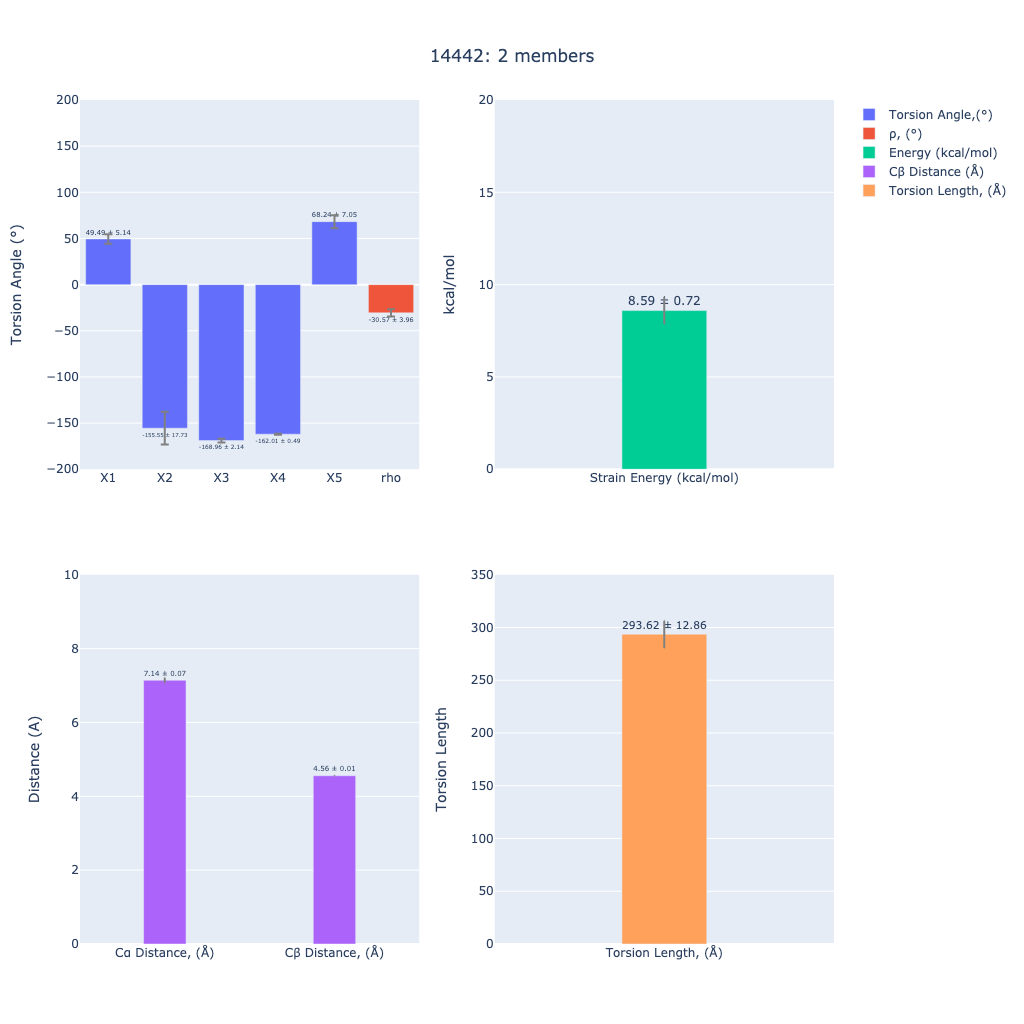 14442: 2 members
Torsion Angle (°)
200
150
100
50
0
−50
−100
−150
−200
49.49 ± 5.14
-155.55 ± 17.73
-168.96 ± 2.14
-162.01 ± 0.49
68.24 ± 7.05
-30.57 ± 3.96
X1 X2 X3 X4 X5 rho
kcal/mol
20
15
10
5
0
8.59 ± 0.72
Strain Energy (kcal/mol)
Torsion Angle,(°)
ρ, (°)
Energy (kcal/mol)
Cβ Distance (Å)
Torsion Length, (Å)
Distance (A)
10
8
6
4
2
0
7.14 ± 0.07
4.56 ± 0.01
Cα Distance, (Å) Cβ Distance, (Å)
Torsion Length
350
300
250
200
150
100
50
0
293.62 ± 12.86
Torsion Length, (Å)